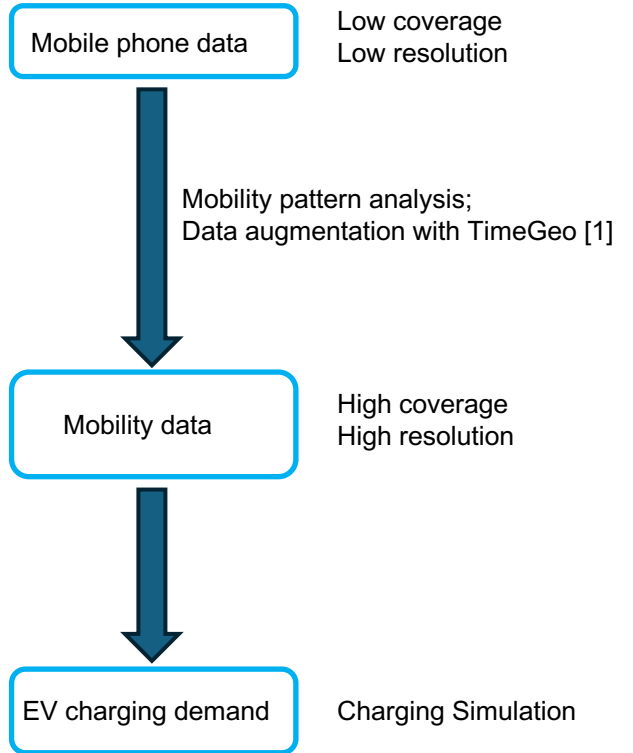 Mobile phone data
Low coverage
Low resolution
Mobility pattern analysis;
Data augmentation with TimeGeo [1]
Mobility data
High coverage
High resolution
EV charging demand
Charging Simulation